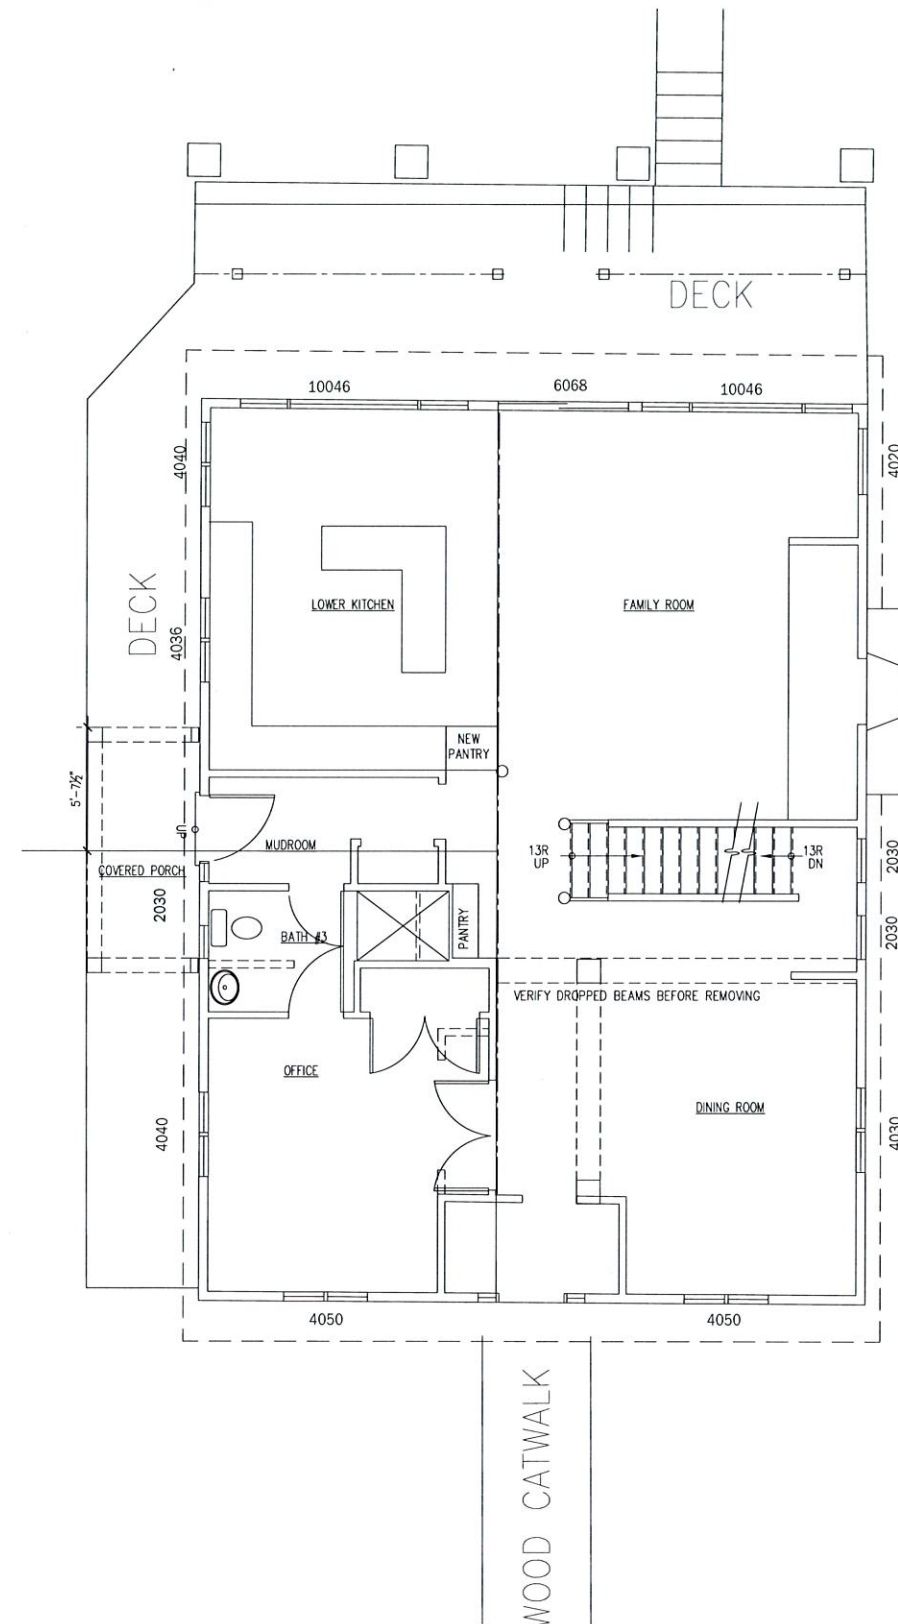 DECK
10046
6068
10046
4040
4020
LOWER KITCHEN
FAMILY ROOM
DECK
4036
NEW
PANTRY
5'-7½"
UP
MUDROOM
13R
UP
13R
DN
COVERED PORCH
2030
2030
BATH #3
PANTRY
2030
VERIFY DROPPED BEAMS BEFORE REMOVING
OFFICE
DINING ROOM
4040
4030
4050
4050
WOOD CATWALK